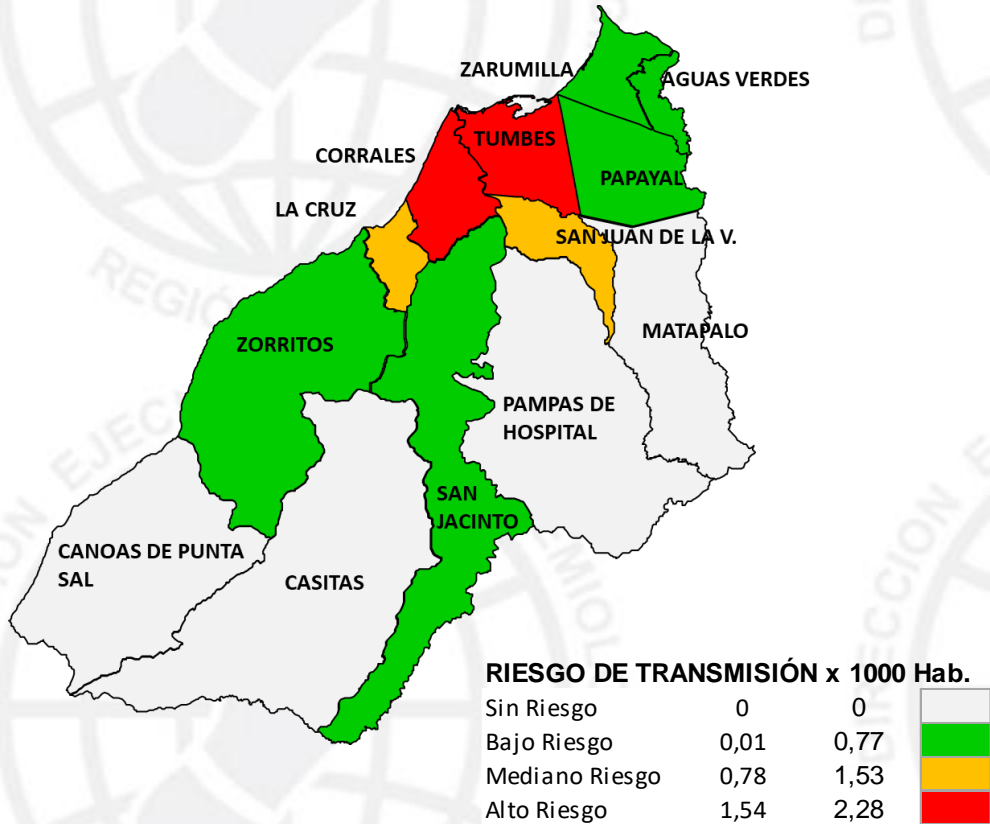 ZARUMILLA
AGUAS VERDES
TUMBES
CORRALES
PAPAYAL
LA CRUZ
SAN JUAN DE LA V.
MATAPALO
ZORRITOS
PAMPAS DE
HOSPITAL
SAN
JACINTO
CANOAS DE PUNTA
SAL
CASITAS
RIESGO DE TRANSMISIÓN x 1000 Hab.
Sin Riesgo 0 0
Bajo Riesgo 0,01 0,77
Mediano Riesgo 0,78 1,53
Alto Riesgo 1,54 2,28
DIRECCION